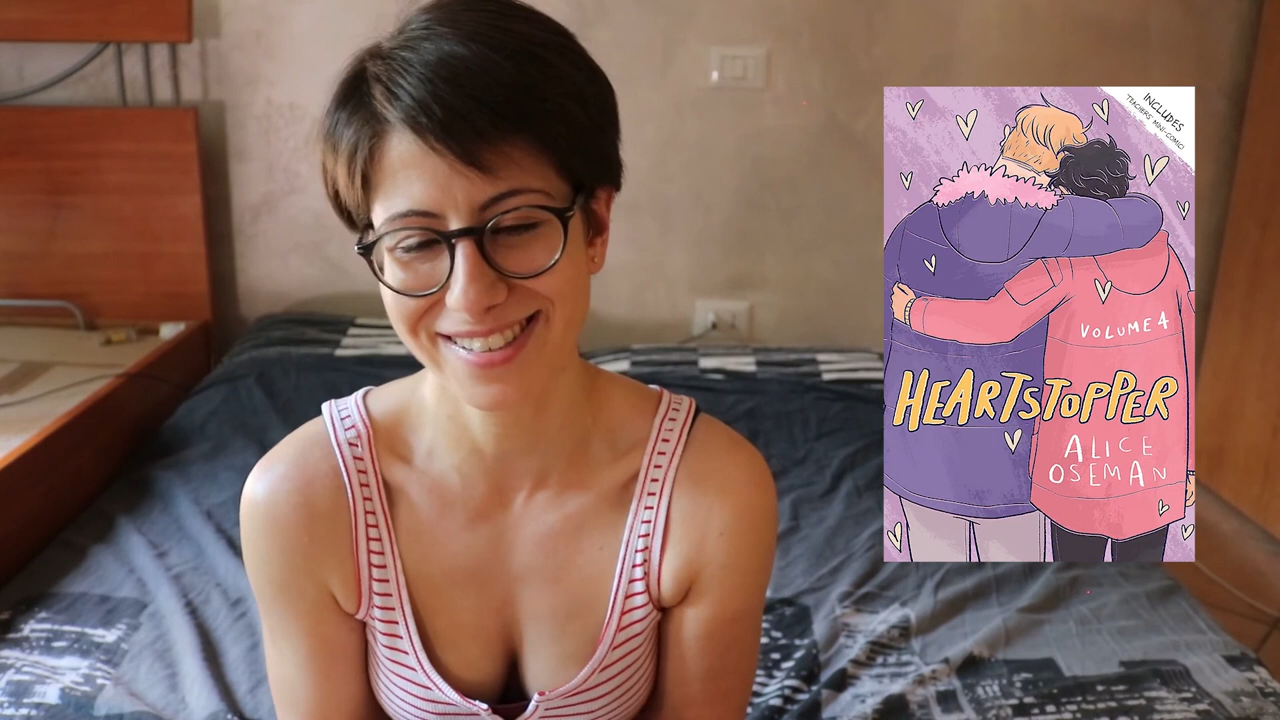 INCLUDES
TEACHERS' MINI-COMIC!
VOLUME 4
HEARTSTOPPER
ALICE
OSEMAN